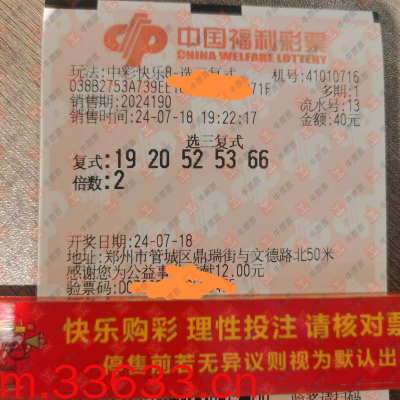 中国福利彩票
CHINA WELFARE LOTTERY
玩法:中彩快乐8-选三复式
机号:41010716
038B2753A739EE
71F
多期:1
销售期:2024190
流水号:13
销售时间:24-07-18 19:22:17
金额:40元
选三复式
复式:19 20 52 53 66
倍数:2
开奖日期:24-07-18
地址:郑州市管城区鼎瑞街与文德路北50米
感谢您为公益事 12.00元
验票码:DC
快乐购彩 理性投注 请核对票
停售前若无异议则视为默认出
m.33633.cn